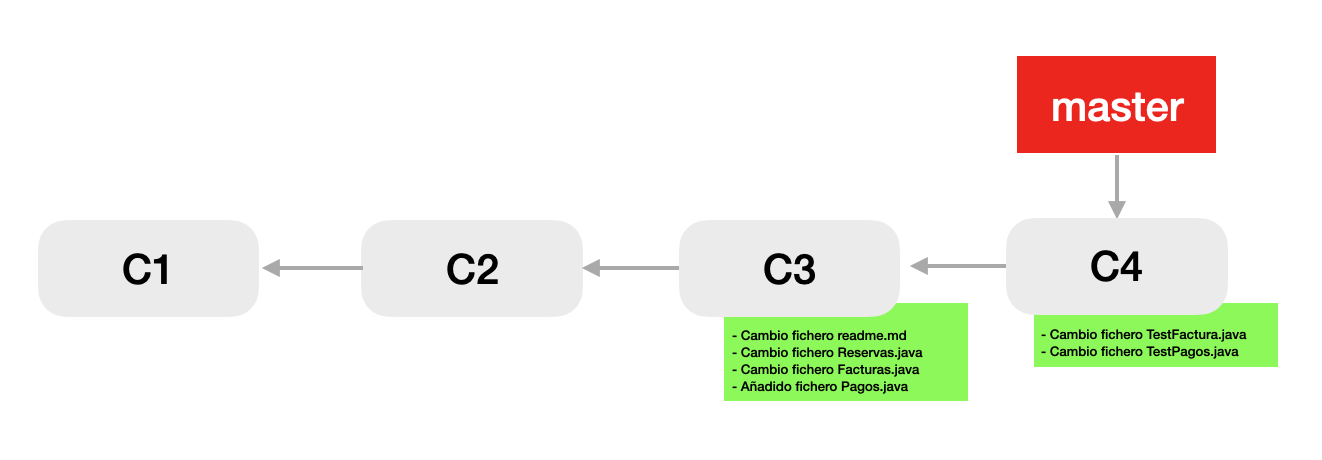 master
C1
C2
C3
C4
- Cambio fichero readme.md
- Cambio fichero Reservas.java
- Cambio fichero Facturas.java
- Añadido fichero Pagos.java
- Cambio fichero TestFactura.java
- Cambio fichero TestPagos.java